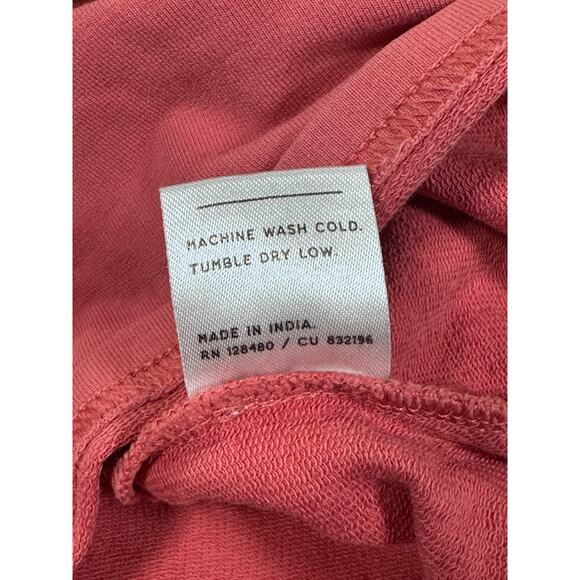 MACHINE WASH COLD.
TUMBLE DRY LOW.
MADE IN INDIA.
RN 128480 / CU 832196